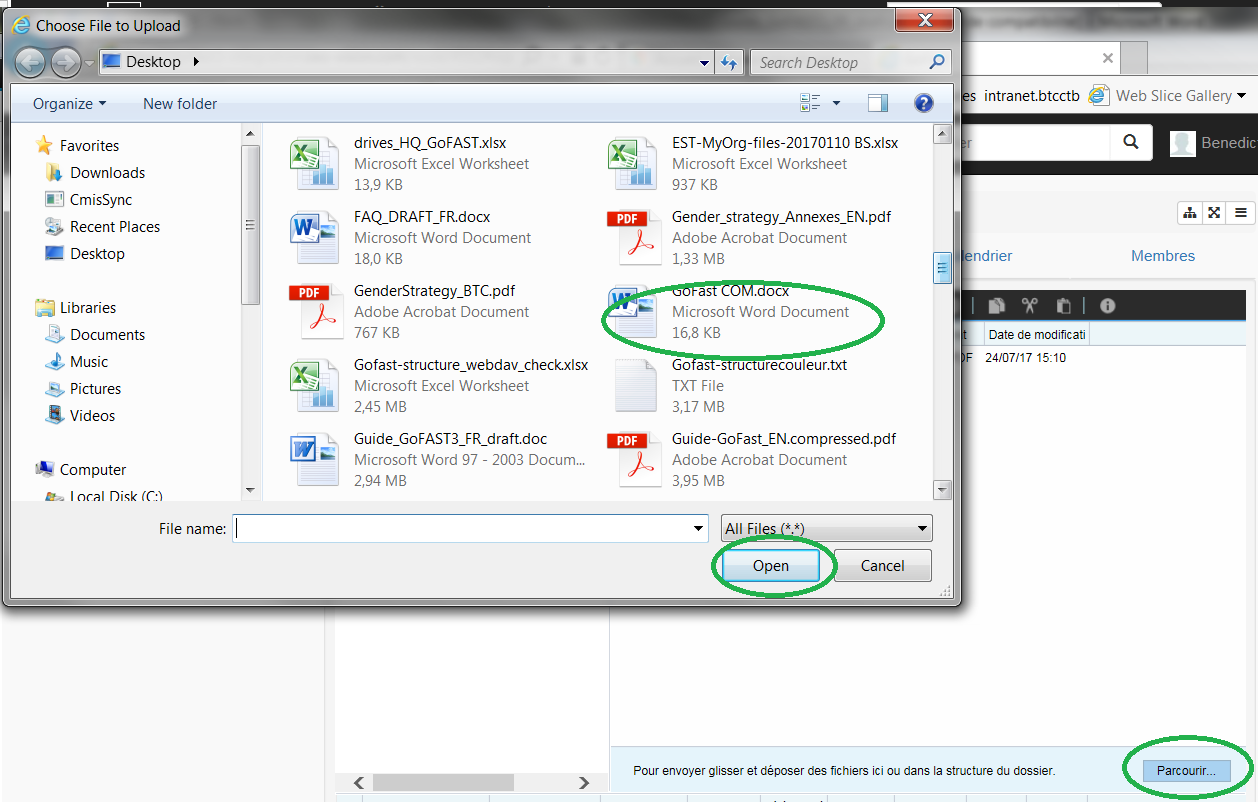 Choose File to Upload
Desktop
Search Desktop
Organize
New folder
Favorites
Downloads
CmisSync
Recent Places
Desktop
Libraries
Documents
Music
Pictures
Videos
Computer
Local Disk (C:)
drives_HQ_GoFAST.xlsx
Microsoft Excel Worksheet
13,9 KB
EST-MyOrg-files-20170110 BS.xlsx
Microsoft Excel Worksheet
937 KB
FAQ_DRAFT_FR.docx
Microsoft Word Document
18,0 KB
Gender_strategy_Annexes_EN.pdf
Adobe Acrobat Document
1,33 MB
GenderStrategy_BTC.pdf
Adobe Acrobat Document
767 KB
GoFast COM.docx
Microsoft Word Document
16,8 KB
Gofast-structure_webdav_check.xlsx
Microsoft Excel Worksheet
2,45 MB
Gofast-structurecouleur.txt
TXT File
3,17 MB
Guide_GoFAST3_FR_draft.doc
Microsoft Word 97 - 2003 Docum...
2,94 MB
Guide-GoFast_EN.compressed.pdf
Adobe Acrobat Document
3,95 MB
File name:
All Files (*.*)
Open
Cancel
es intranet.btcctb Web Slice Gallery
er
Benedic
lendrier
Membres
t Date de modificati
DF 24/07/17 15:10
Pour envoyer glisser et déposer des fichiers ici ou dans la structure du dossier.
Parcourir...